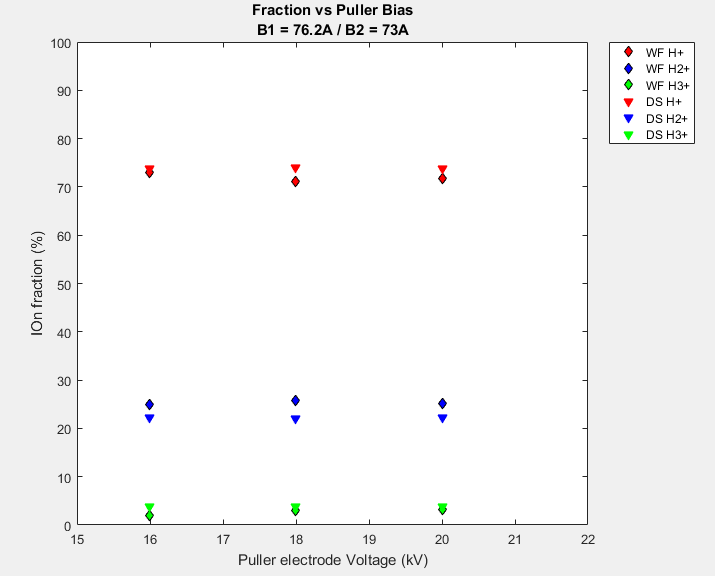 Fraction vs Puller Bias
B1 = 76.2A / B2 = 73A
WF H+
WF H2+
WF H3+
DS H+
DS H2+
DS H3+
IOn fraction (%)
100
90
80
70
60
50
40
30
20
10
0
15 16 17 18 19 20 21 22
Puller electrode Voltage (kV)